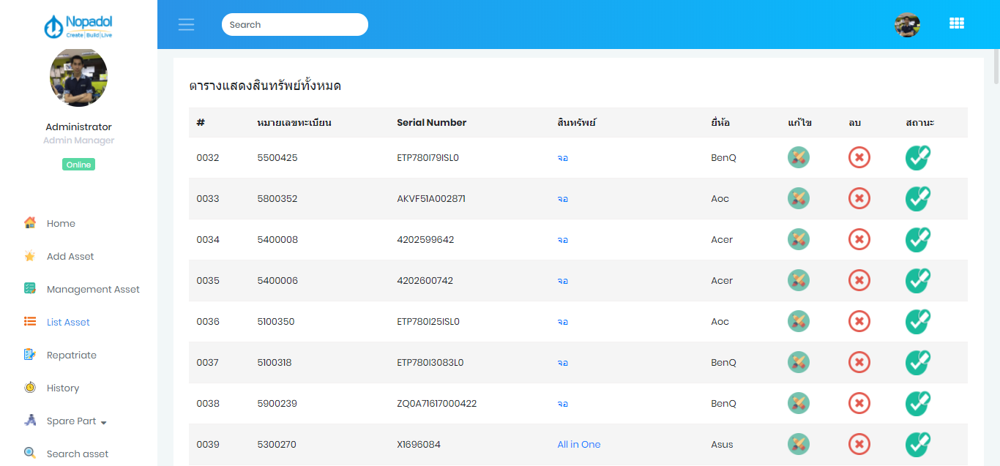 Nopadol
Create|Build|Live
Search
Administrator
Admin Manager
Online
Home
Add Asset
Management Asset
List Asset
Repatriate
History
Spare Part
Search asset
ตารางแสดงสินทรัพย์ทั้งหมด
# หมายเลขทะเบียน Serial Number สินทรัพย์ ยี่ห้อ แก้ไข ลบ สถานะ
0032 5500425 ETP780I79ISL0 จอ BenQ
0033 5800352 AKVF51A002871 จอ Aoc
0034 5400008 4202599642 จอ Acer
0035 5400006 4202600742 จอ Acer
0036 5100350 ETP780I25ISL0 จอ Aoc
0037 5100318 ETP780I3083L0 จอ BenQ
0038 5900239 ZQ0A71617000422 จอ BenQ
0039 5300270 X1696084 All in One Asus